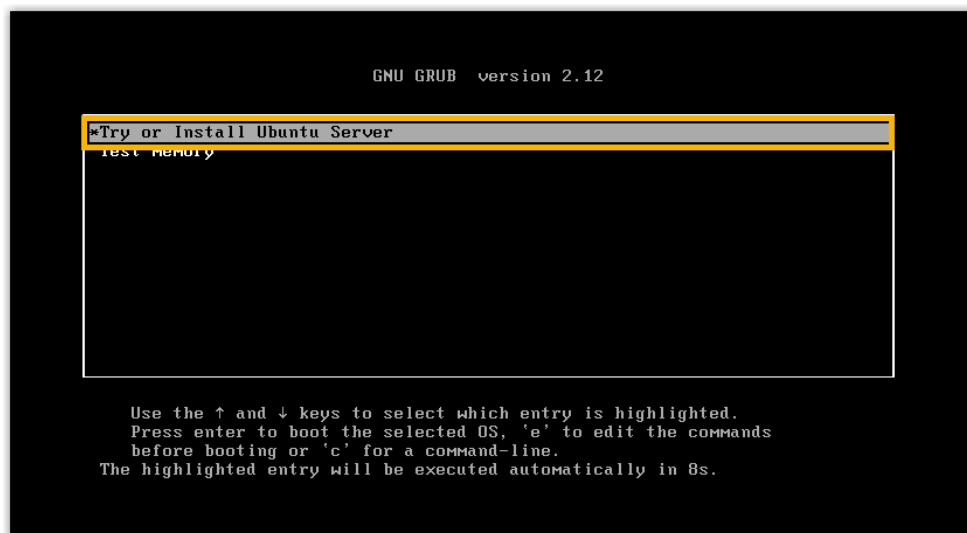 GNU GRUB version 2.12
*Try or Install Ubuntu Server
Test memory
Use the ↑ and ↓ keys to select which entry is highlighted.
Press enter to boot the selected OS, `e' to edit the commands
before booting or `c' for a command-line.
The highlighted entry will be executed automatically in 8s.